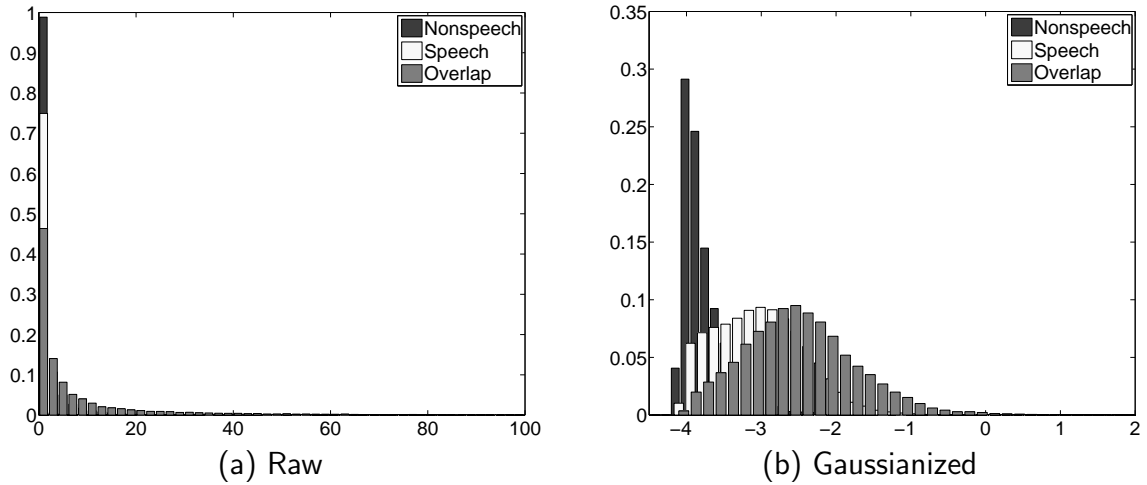 1
0.9
0.8
0.7
0.6
0.5
0.4
0.3
0.2
0.1
0
0 20 40 60 80 100
Nonspeech
Speech
Overlap
(a) Raw
0.35
0.3
0.25
0.2
0.15
0.1
0.05
0
−4 −3 −2 −1 0 1 2
Nonspeech
Speech
Overlap
(b) Gaussianized